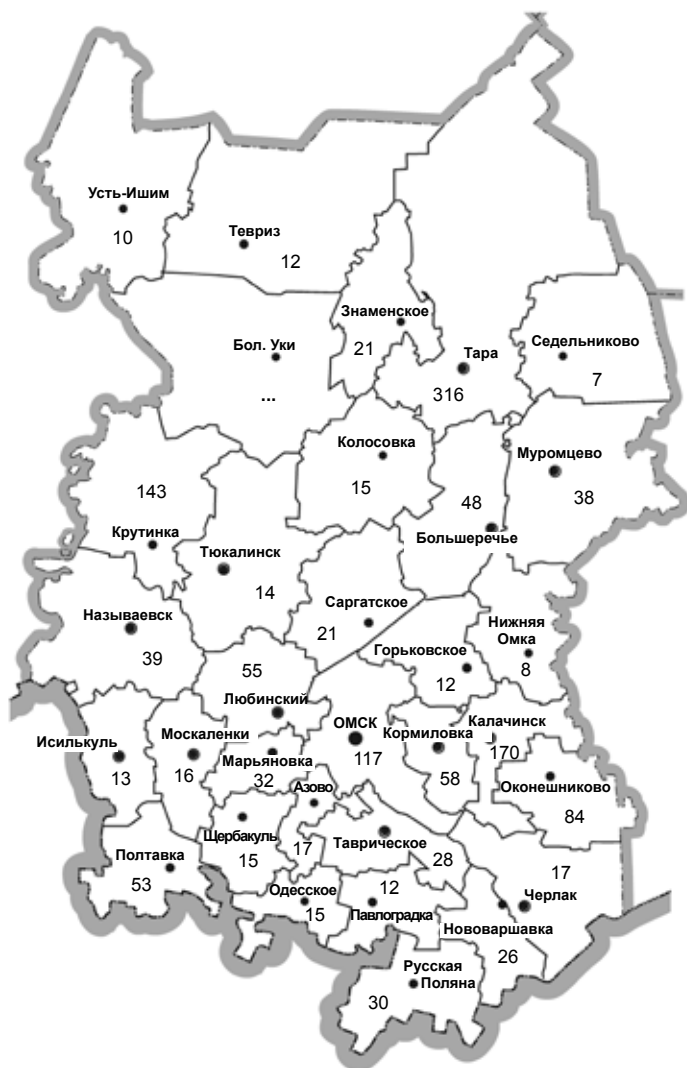 Усть-Ишим
10
Тевриз
12
Знаменское
21
Бол. Уки
...
Тара
316
Седельниково
7
Колосовка
15
Муромцево
38
48
Большеречье
143
Крутинка
Тюкалинск
14
Саргатское
21
Называевск
39
Нижняя
Омка
8
Горьковское
12
55
Любинский
Исилькуль
13
Москаленки
16
Марьяновка
32
ОМСК
117
Кормиловка
58
Калачинск
170
Оконешниково
84
Азово
17
Щербакуль
15
Таврическое
28
Полтавка
53
Одесское
15
12
Павлоградка
17
Черлак
Нововаршавка
26
Русская
Поляна
30